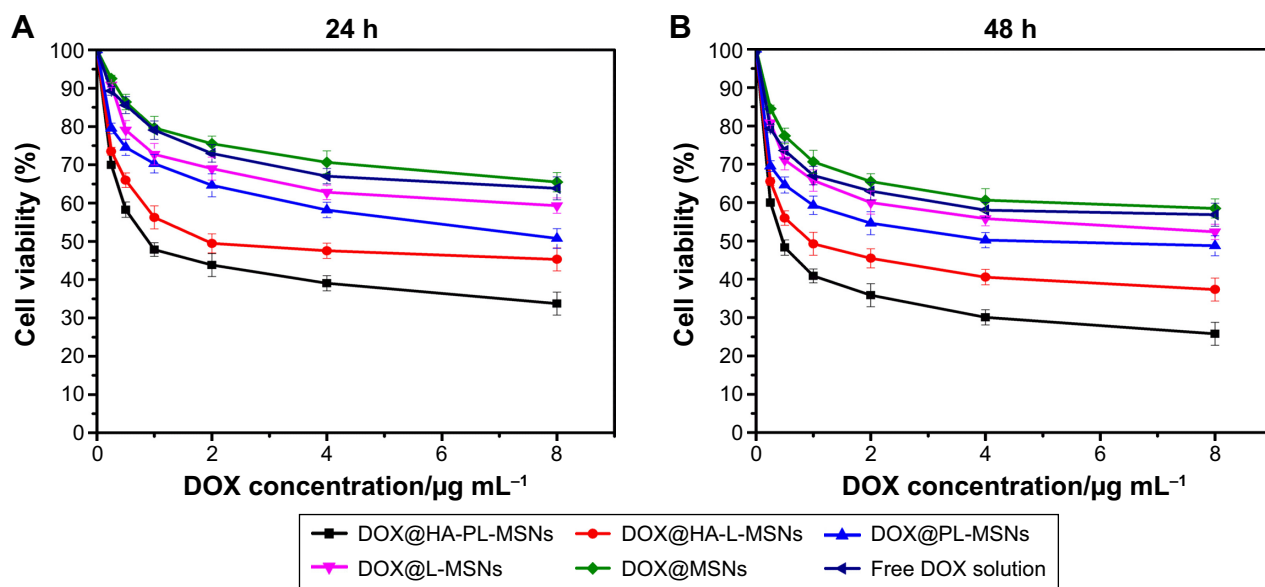 A
24 h
Cell viability (%)
100
90
80
70
60
50
40
30
20
10
0
0 2 4 6 8
DOX concentration/µg mL⁻¹
B
48 h
Cell viability (%)
100
90
80
70
60
50
40
30
20
10
0
0 2 4 6 8
DOX concentration/µg mL⁻¹
DOX@HA-PL-MSNs DOX@HA-L-MSNs DOX@PL-MSNs
DOX@L-MSNs DOX@MSNs Free DOX solution